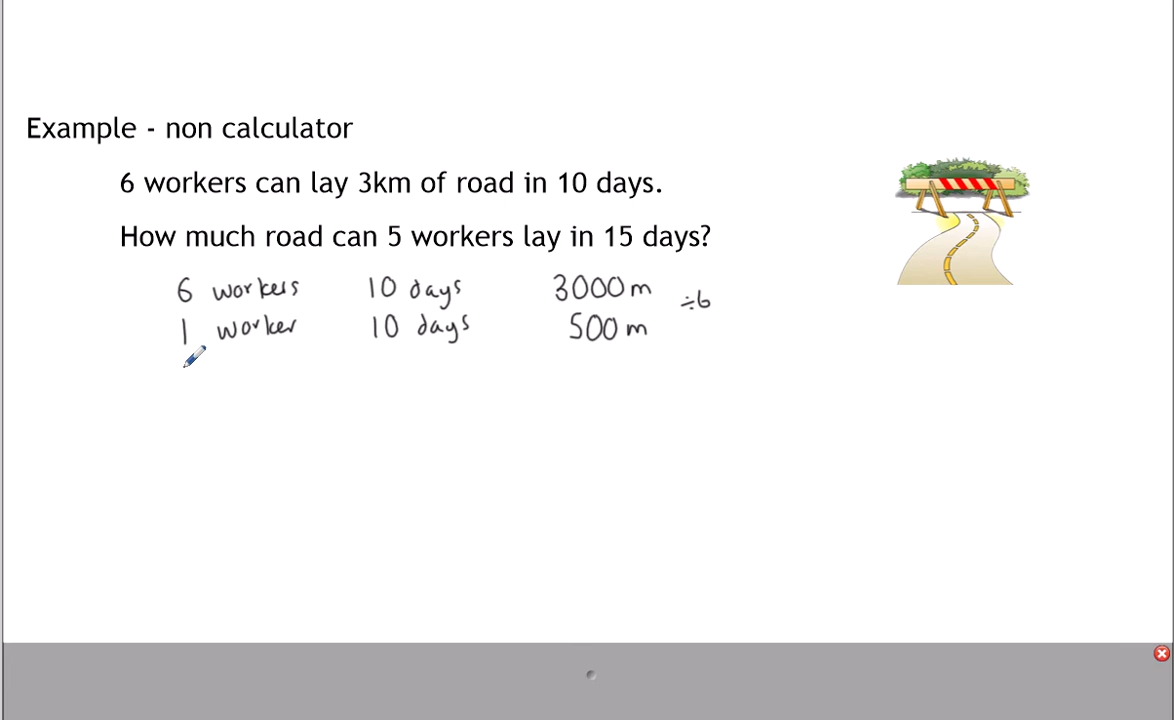 Example - non calculator
6 workers can lay 3km of road in 10 days.
How much road can 5 workers lay in 15 days?
6 workers 10 days 3000m ÷6
1 worker 10 days 500m